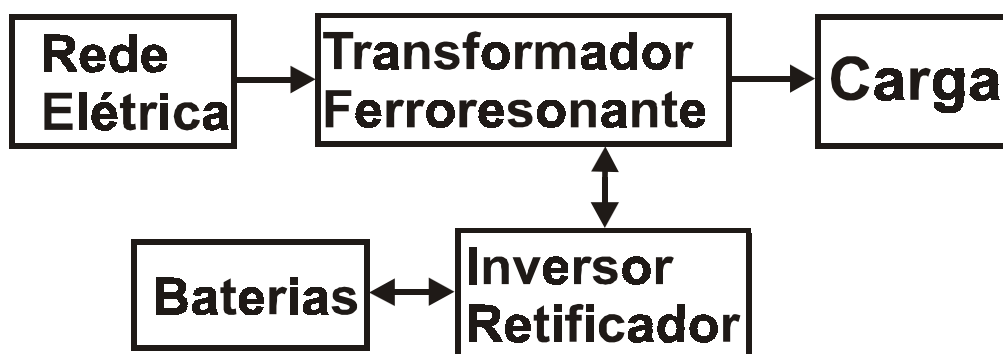 Rede
Elétrica
Transformador
Ferroresonante
Carga
Baterias
Inversor
Retificador